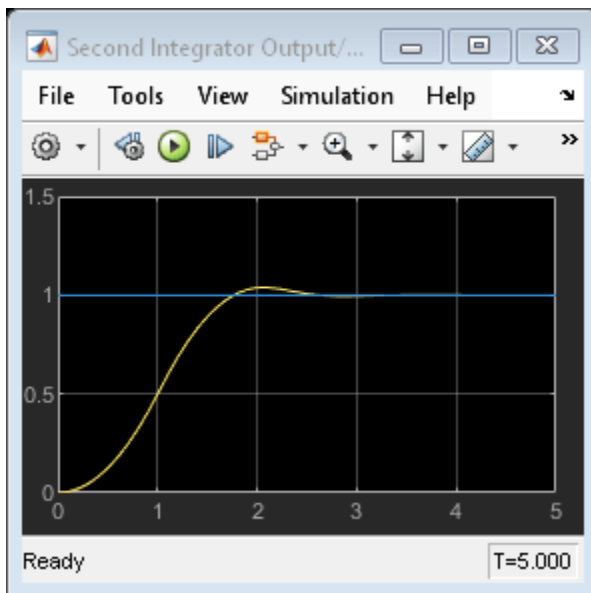 Second Integrator Output/...
File Tools View Simulation Help
1.5
1
0.5
0
0 1 2 3 4 5
Ready T=5.000